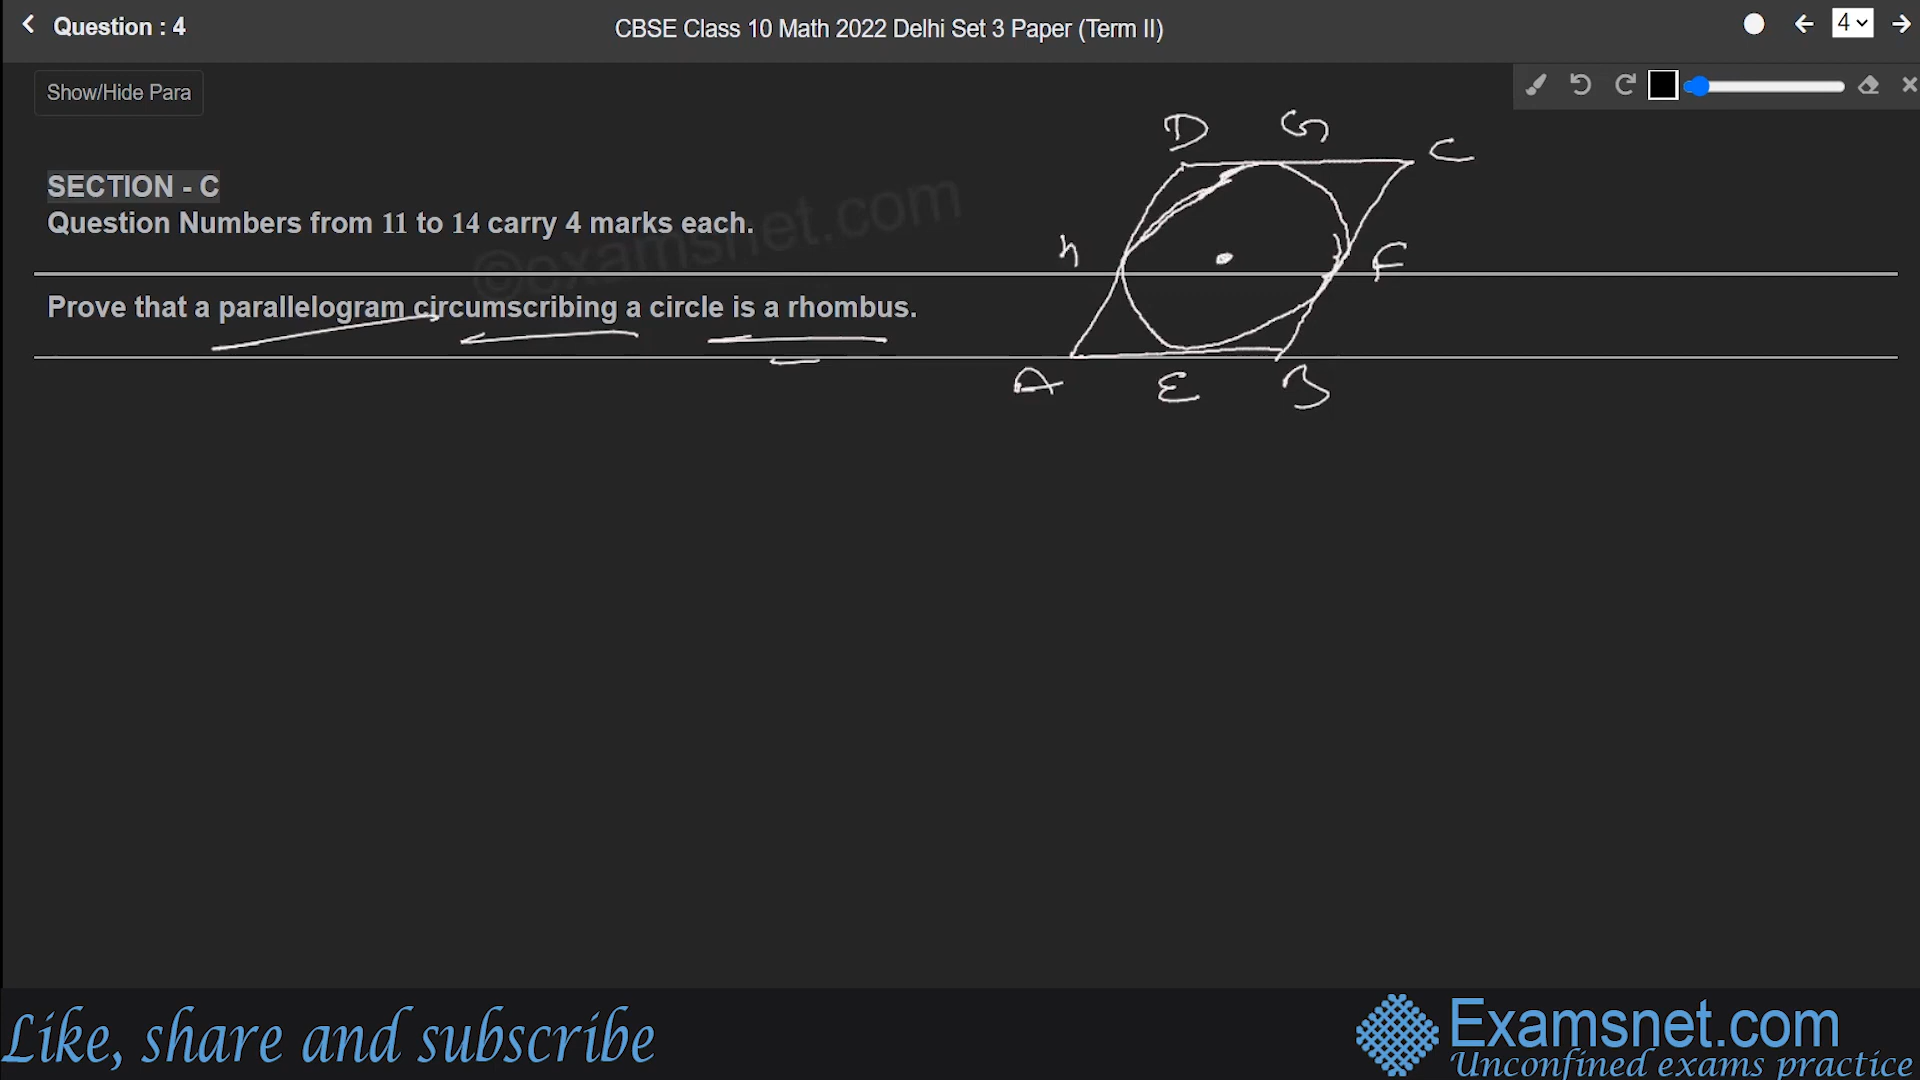 Question : 4
CBSE Class 10 Math 2022 Delhi Set 3 Paper (Term II)
4
Show/Hide Para
D G C
SECTION - C
Question Numbers from 11 to 14 carry 4 marks each.
©examsnet.com
h F
Prove that a parallelogram circumscribing a circle is a rhombus.
A E B
Like, share and subscribe
Examsnet.com
Unconfined exams practice